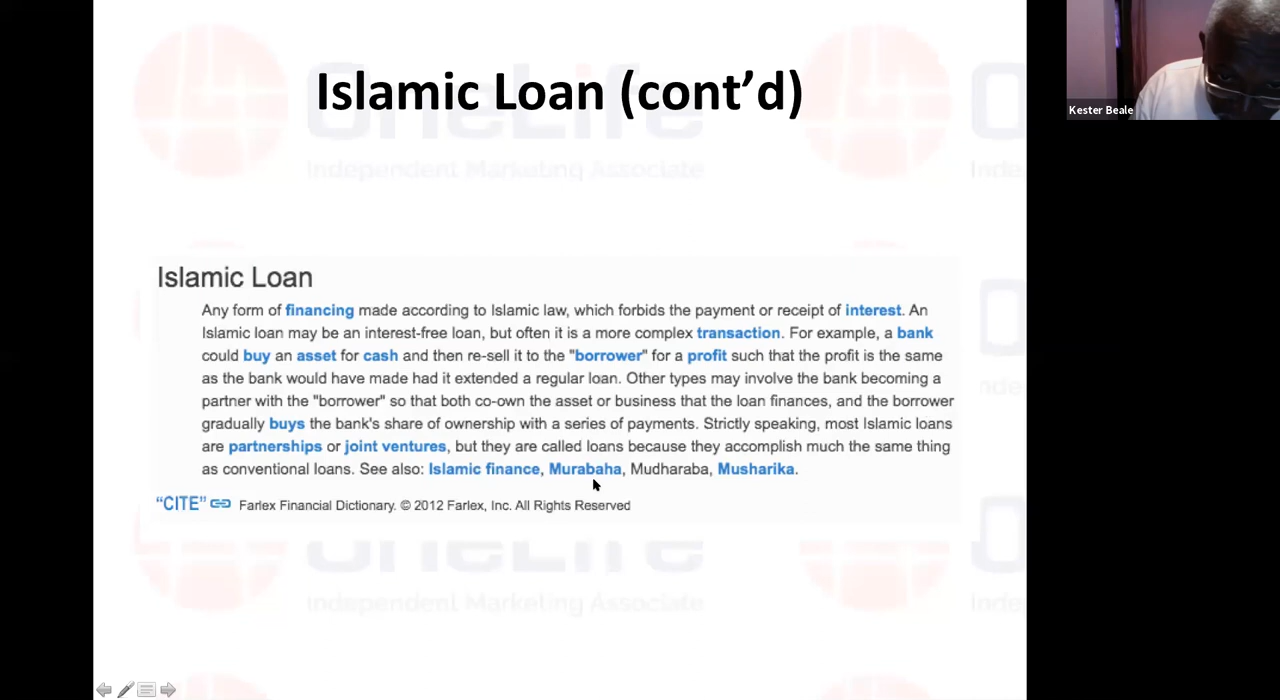 Islamic Loan (cont’d)
Kester Beale
OneLife
Independent Marketing Associate
Islamic Loan
Any form of financing made according to Islamic law, which forbids the payment or receipt of interest. An
Islamic loan may be an interest-free loan, but often it is a more complex transaction. For example, a bank
could buy an asset for cash and then re-sell it to the "borrower" for a profit such that the profit is the same
as the bank would have made had it extended a regular loan. Other types may involve the bank becoming a
partner with the "borrower" so that both co-own the asset or business that the loan finances, and the borrower
gradually buys the bank's share of ownership with a series of payments. Strictly speaking, most Islamic loans
are partnerships or joint ventures, but they are called loans because they accomplish much the same thing
as conventional loans. See also: Islamic finance, Murabaha, Mudharaba, Musharika.
“CITE” Farlex Financial Dictionary. © 2012 Farlex, Inc. All Rights Reserved
OneLife
Independent Marketing Associate